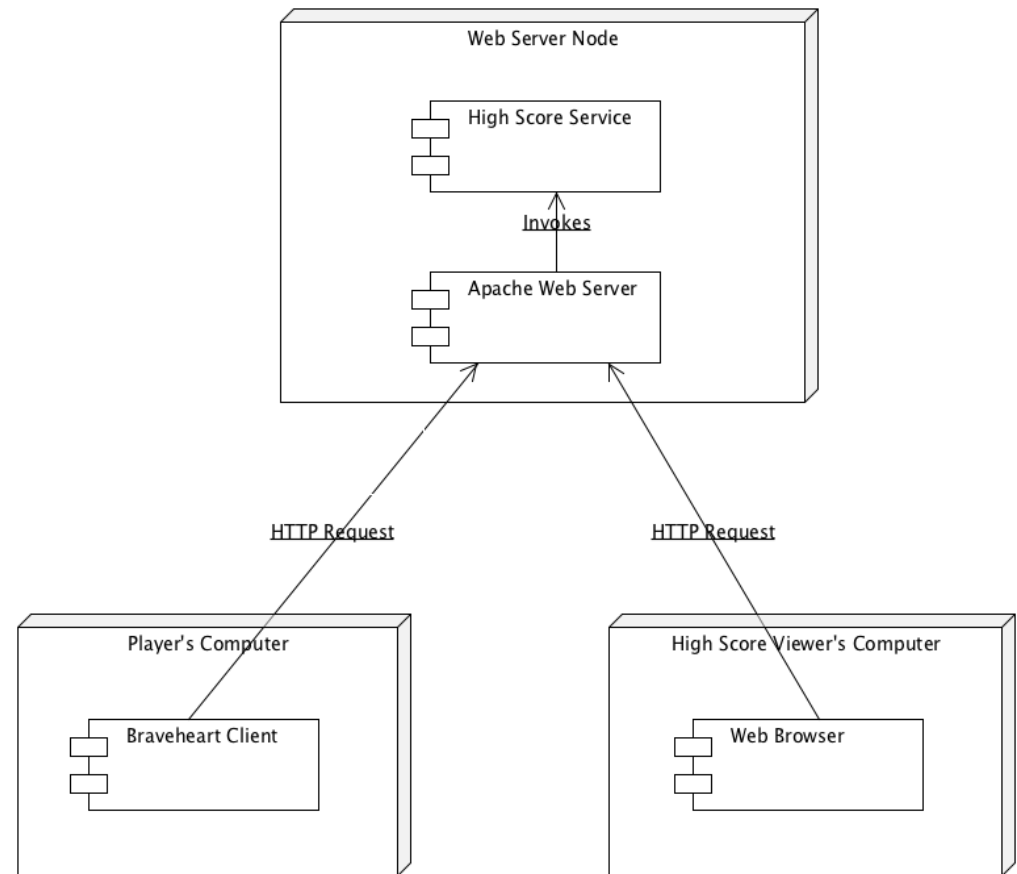 Web Server Node
High Score Service
Invokes
Apache Web Server
HTTP Request
HTTP Request
Player's Computer
High Score Viewer's Computer
Braveheart Client
Web Browser